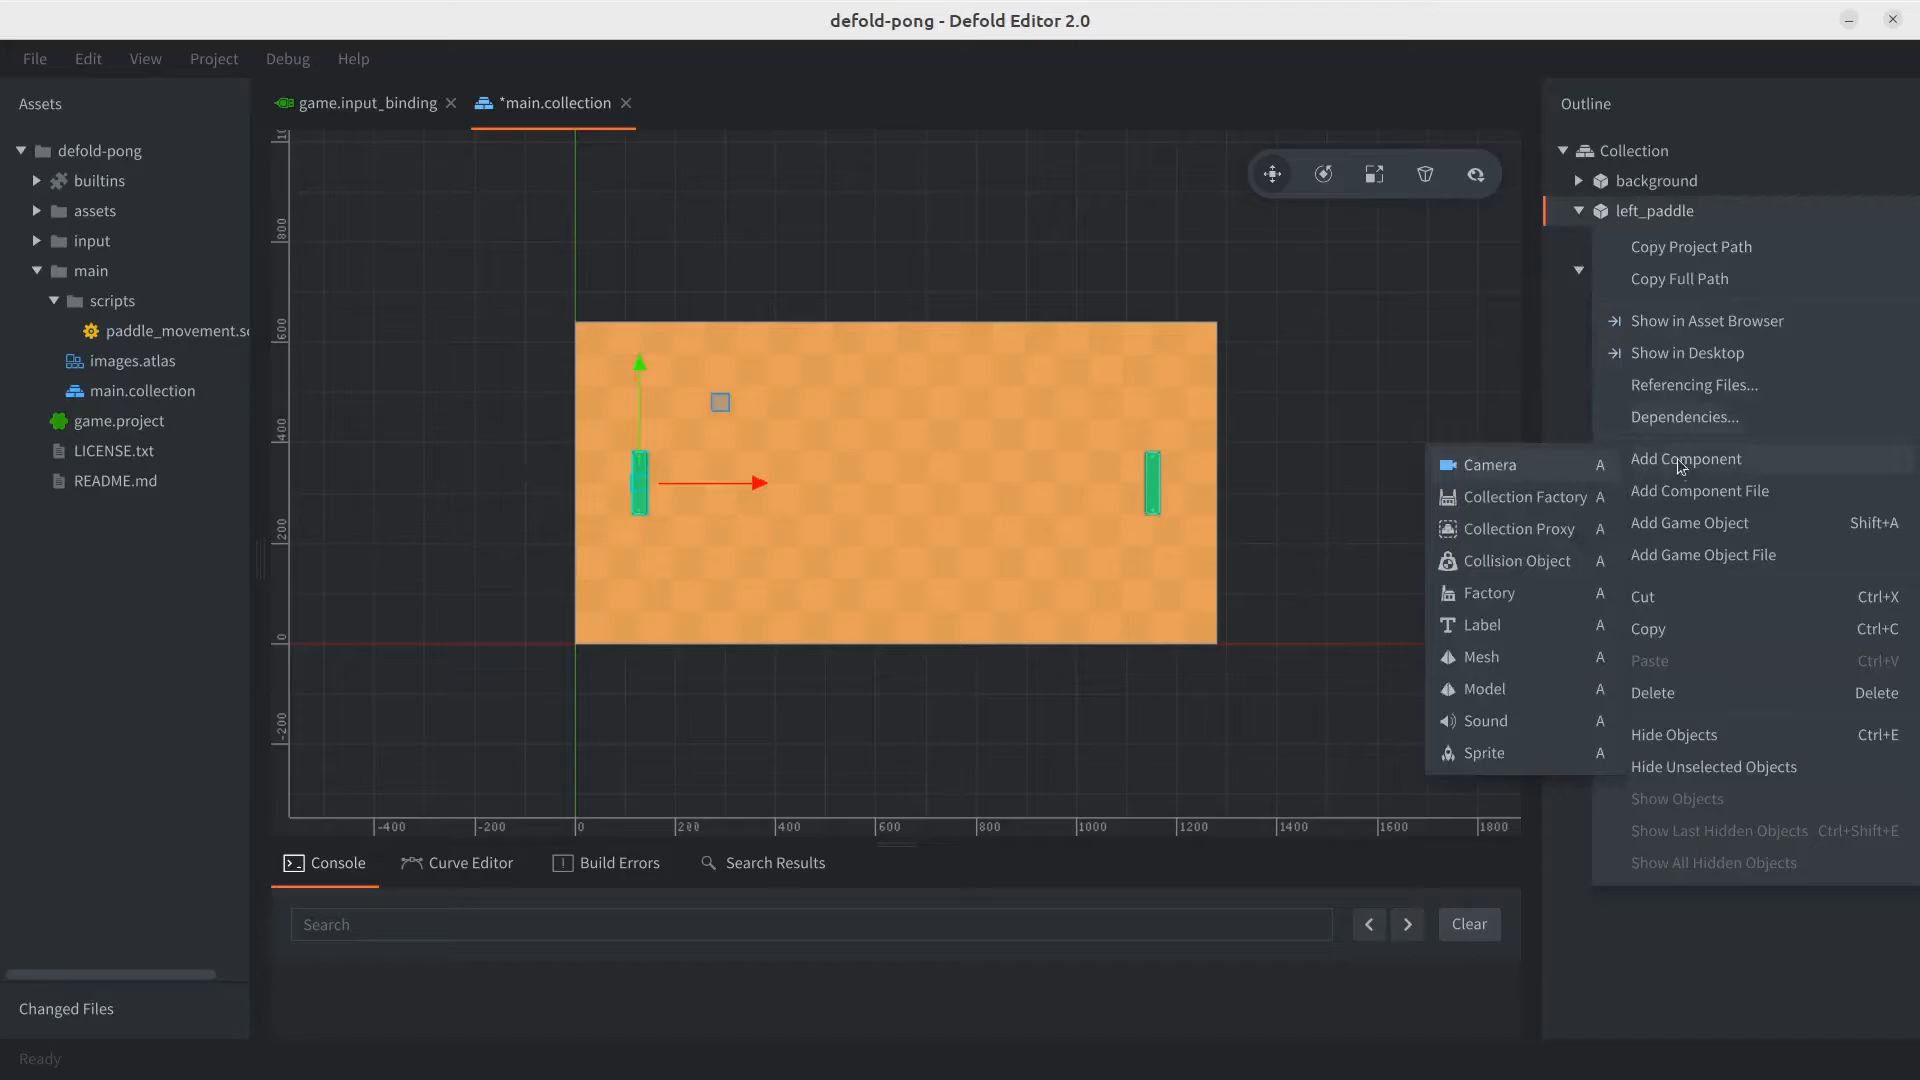 defold-pong - Defold Editor 2.0
File Edit View Project Debug Help
Assets
defold-pong
builtins
assets
input
main
scripts
paddle_movement.sc
images.atlas
main.collection
game.project
LICENSE.txt
README.md
Changed Files
Ready
game.input_binding
*main.collection
800
600
400
200
0
-200
-400 -200 0 200 400 600 800 1000 1200 1400 1600 1800
Console Curve Editor Build Errors Search Results
Search
Clear
Outline
Collection
background
left_paddle
Copy Project Path
Copy Full Path
Show in Asset Browser
Show in Desktop
Referencing Files...
Dependencies...
Add Component
Add Component File
Add Game Object Shift+A
Add Game Object File
Cut Ctrl+X
Copy Ctrl+C
Paste Ctrl+V
Delete Delete
Hide Objects Ctrl+E
Hide Unselected Objects
Show Objects
Show Last Hidden Objects Ctrl+Shift+E
Show All Hidden Objects
Camera A
Collection Factory A
Collection Proxy A
Collision Object A
Factory A
Label A
Mesh A
Model A
Sound A
Sprite A